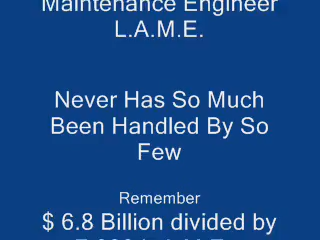 Maintenance Engineer
L.A.M.E.
Never Has So Much
Been Handled By So
Few
Remember
$ 6.8 Billion divided by